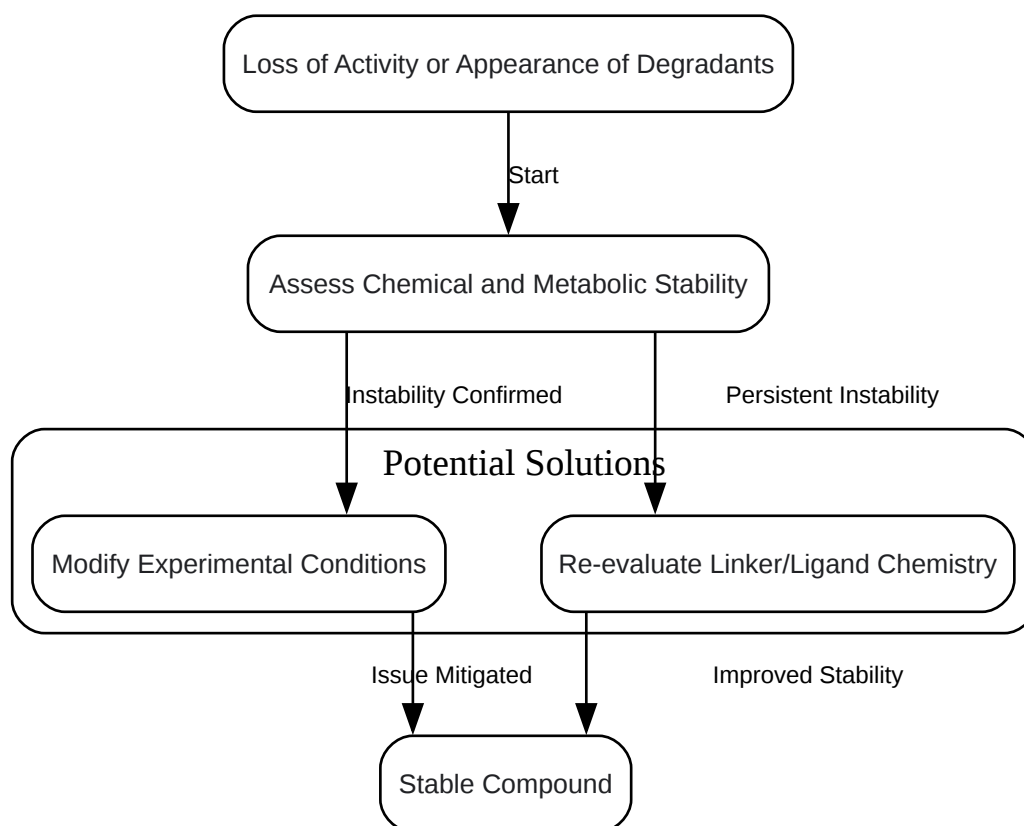 Loss of Activity or Appearance of Degradants
Start
Assess Chemical and Metabolic Stability
Instability Confirmed
Persistent Instability
Potential Solutions
Modify Experimental Conditions
Re-evaluate Linker/Ligand Chemistry
Issue Mitigated
Improved Stability
Stable Compound